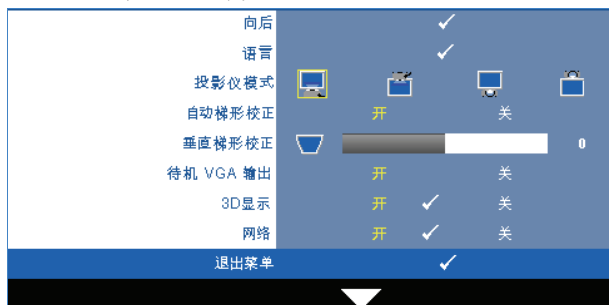 向后
语言
投影仪模式
自动梯形校正 开 关
垂直梯形校正 0
待机 VGA 输出 开 关
3D显示 开 关
网络 开 关
退出菜单